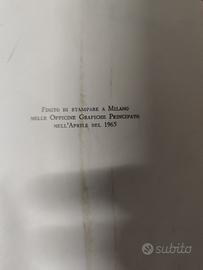 Finito di stampare a Milano
nelle Officine Grafiche Principato
nell'Aprile del 1965
subito